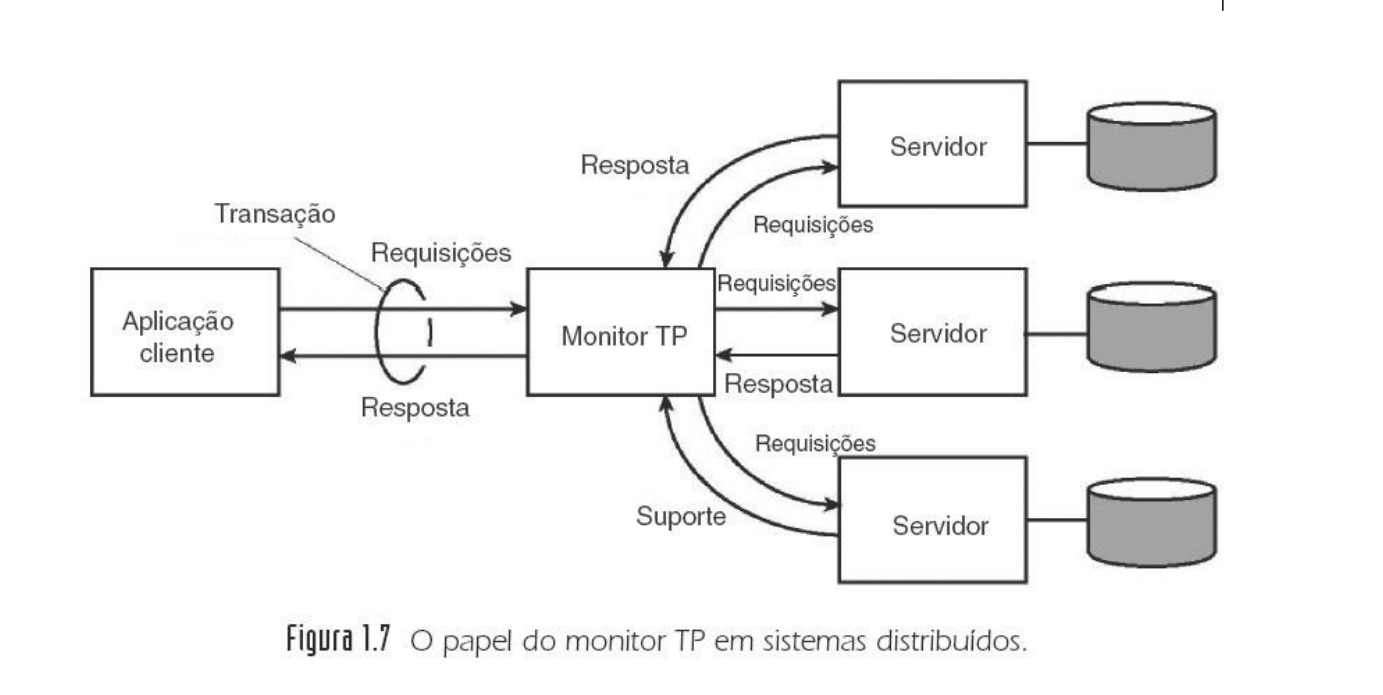 Servidor
Resposta
Transação
Requisições
Requisições
Requisições
Aplicação
cliente
Monitor TP
Servidor
Resposta
Resposta
Requisições
Suporte
Servidor
Figura 1.7 O papel do monitor TP em sistemas distribuídos.